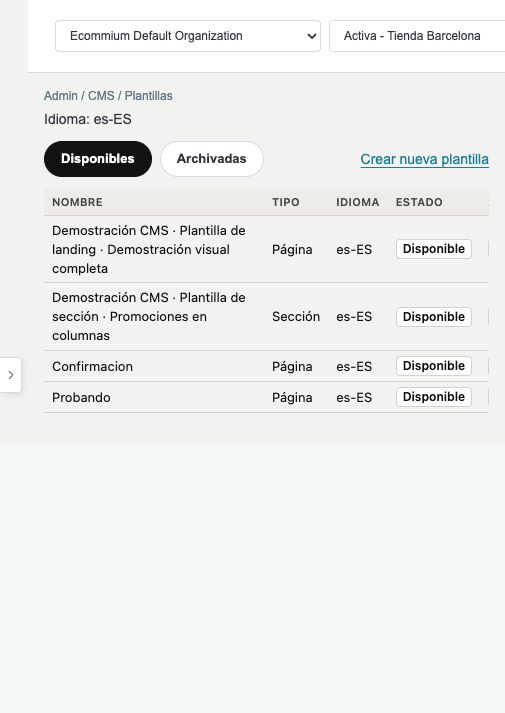 Ecommium Default Organization
Activa - Tienda Barcelona
Admin / CMS / Plantillas
Idioma: es-ES
Disponibles
Archivadas
Crear nueva plantilla
NOMBRE TIPO IDIOMA ESTADO
Demostración CMS · Plantilla de
landing · Demostración visual
completa
Página es-ES Disponible
Demostración CMS · Plantilla de
sección · Promociones en
columnas
Sección es-ES Disponible
Confirmacion Página es-ES Disponible
Probando Página es-ES Disponible